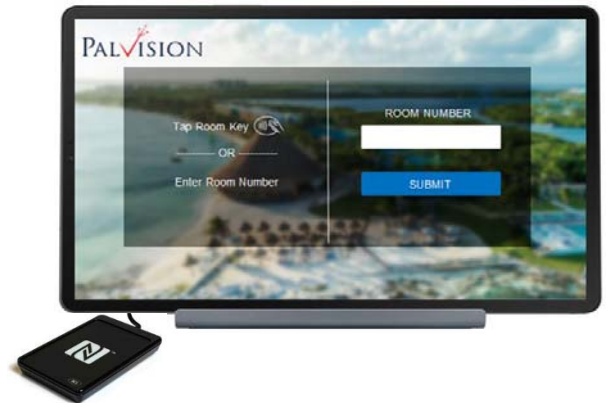 PALVISION
Tap Room Key
OR
Enter Room Number
ROOM NUMBER
SUBMIT